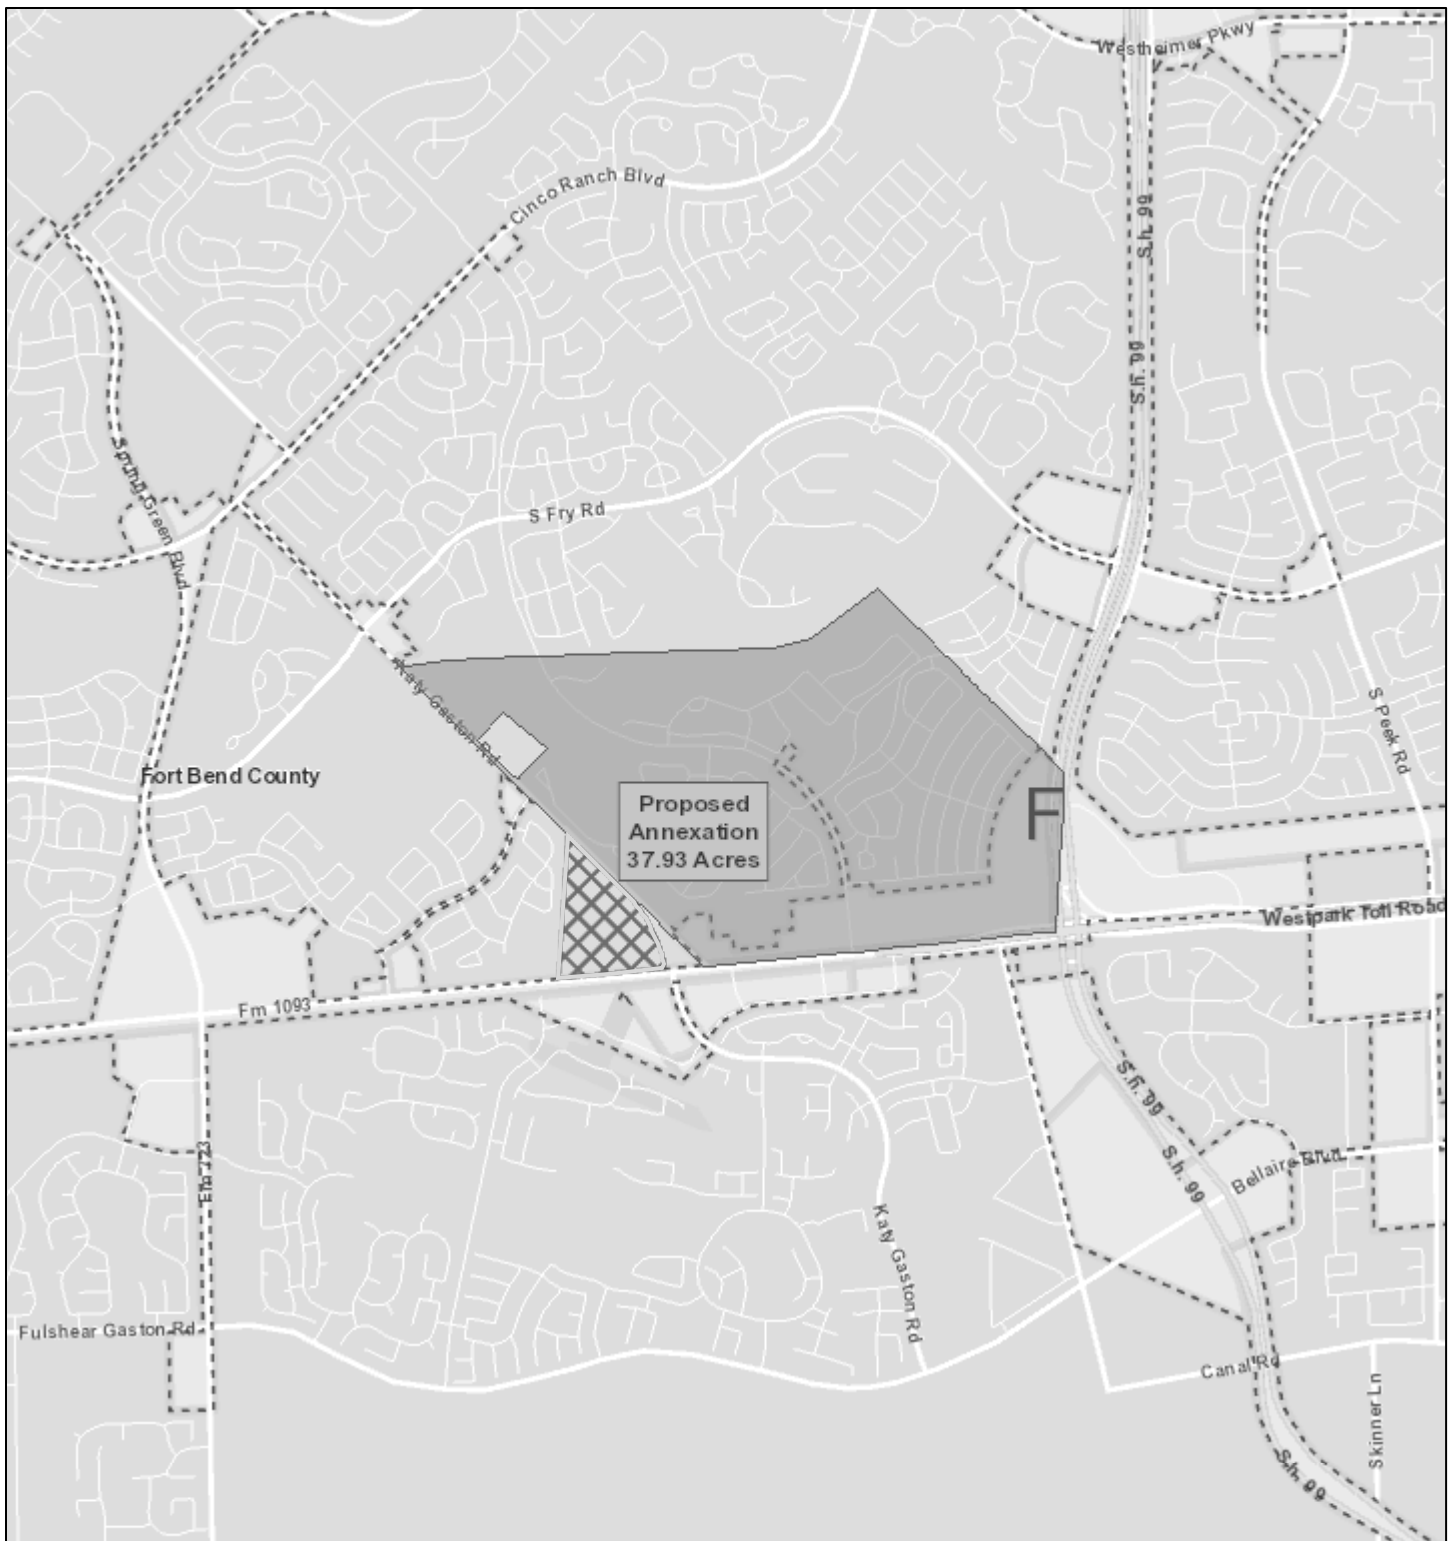 Westheimer Pkwy
Cinco Ranch Blvd
S.h. 99
S.h. 99
Spring Green Blvd
S Fry Rd
Katy Gaston Rd
S Peek Rd
Fort Bend County
Proposed
Annexation
37.93 Acres
F
Westpark Toll Road
Fm 1093
S.h. 99
S.h. 99
Bellaire Blvd
Fm 723
Katy Gaston Rd
Fulshear Gaston Rd
Canal Rd
Skinner Ln
S.h. 99